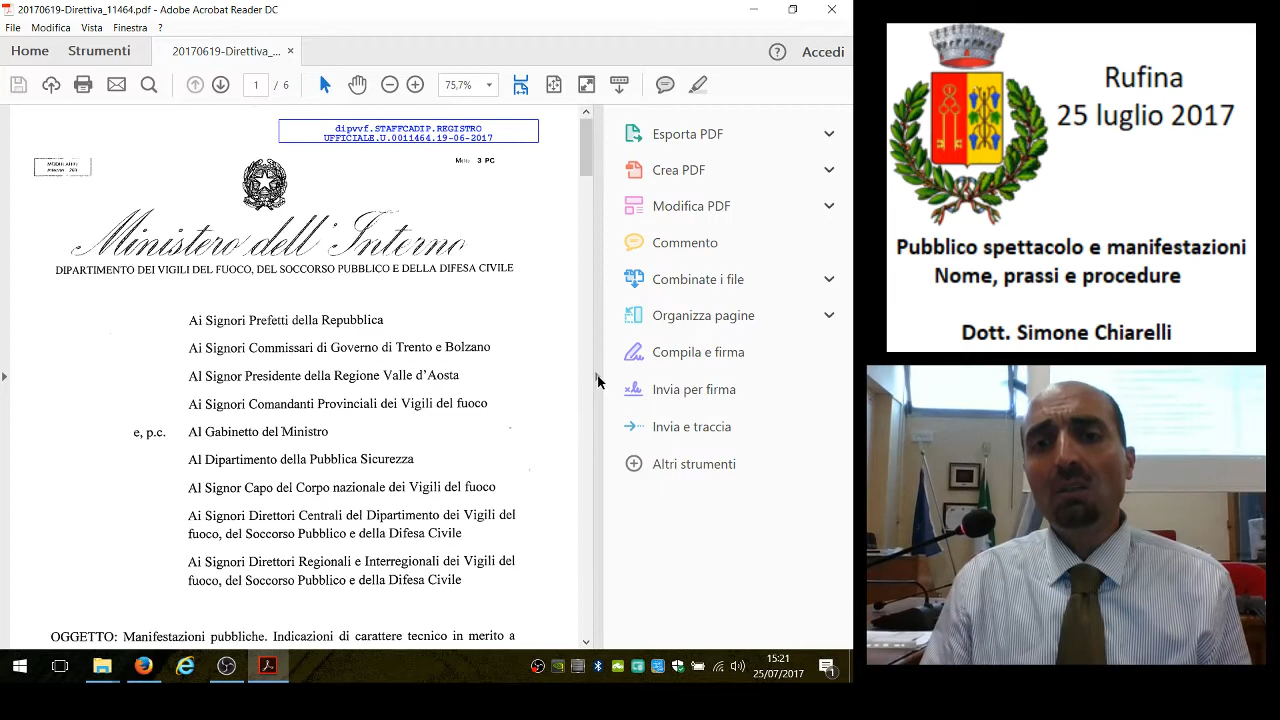 20170619-Direttiva_11464.pdf - Adobe Acrobat Reader DC
File Modifica Vista Finestra ?
Home Strumenti 20170619-Direttiva_... × Accedi
1 / 6 75,7%
dipvvf.STAFFCADIP.REGISTRO
UFFICIALE.U.0011464.19-06-2017
3 PC
Ministero dell'Interno
DIPARTIMENTO DEI VIGILI DEL FUOCO, DEL SOCCORSO PUBBLICO E DELLA DIFESA CIVILE
Ai Signori Prefetti della Repubblica
Ai Signori Commissari di Governo di Trento e Bolzano
Al Signor Presidente della Regione Valle d'Aosta
Ai Signori Comandanti Provinciali dei Vigili del fuoco
e, p.c. Al Gabinetto del Ministro
Al Dipartimento della Pubblica Sicurezza
Al Signor Capo del Corpo nazionale dei Vigili del fuoco
Ai Signori Direttori Centrali del Dipartimento dei Vigili del
fuoco, del Soccorso Pubblico e della Difesa Civile
Ai Signori Direttori Regionali e Interregionali dei Vigili del
fuoco, del Soccorso Pubblico e della Difesa Civile
OGGETTO: Manifestazioni pubbliche. Indicazioni di carattere tecnico in merito a
Esporta PDF
Crea PDF
Modifica PDF
Commento
Combinate i file
Organizza pagine
Compila e firma
Invia per firma
Invia e traccia
Altri strumenti
15:21
25/07/2017
1
Rufina
25 luglio 2017
Pubblico spettacolo e manifestazioni
Nome, prassi e procedure
Dott. Simone Chiarelli